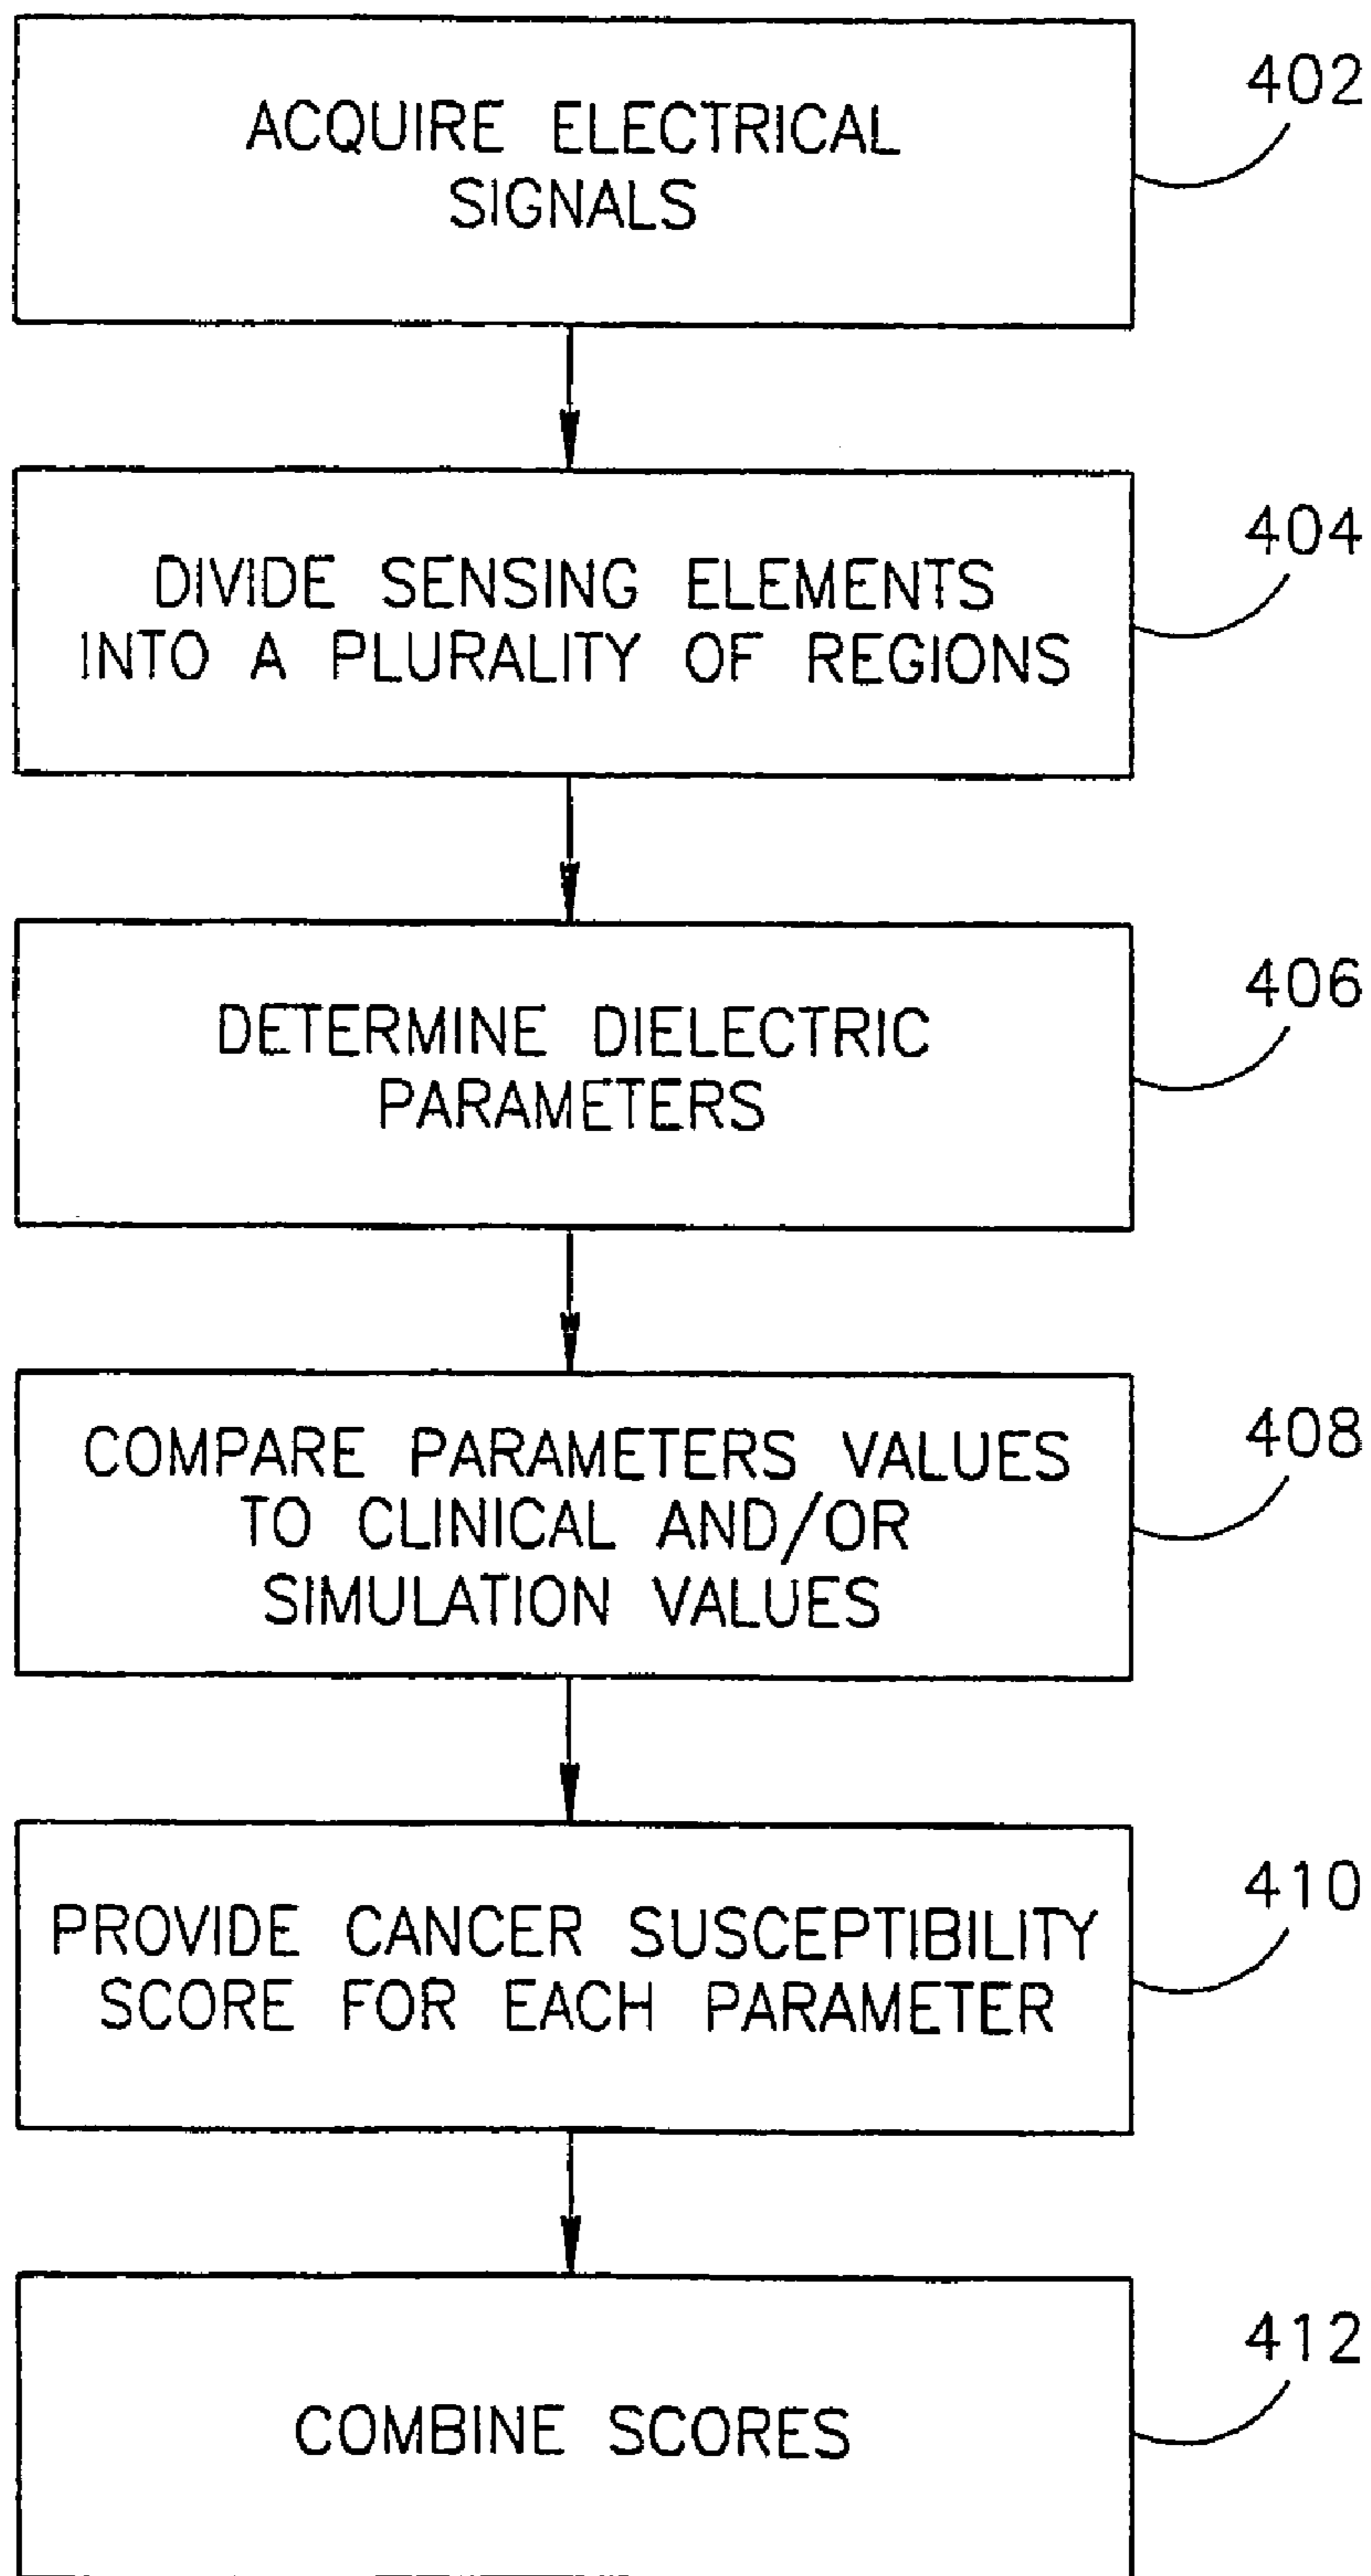 ACQUIRE ELECTRICAL
SIGNALS
402
DIVIDE SENSING ELEMENTS
INTO A PLURALITY OF REGIONS
404
DETERMINE DIELECTRIC
PARAMETERS
406
COMPARE PARAMETERS VALUES
TO CLINICAL AND/OR
SIMULATION VALUES
408
PROVIDE CANCER SUSCEPTIBILITY
SCORE FOR EACH PARAMETER
410
COMBINE SCORES
412